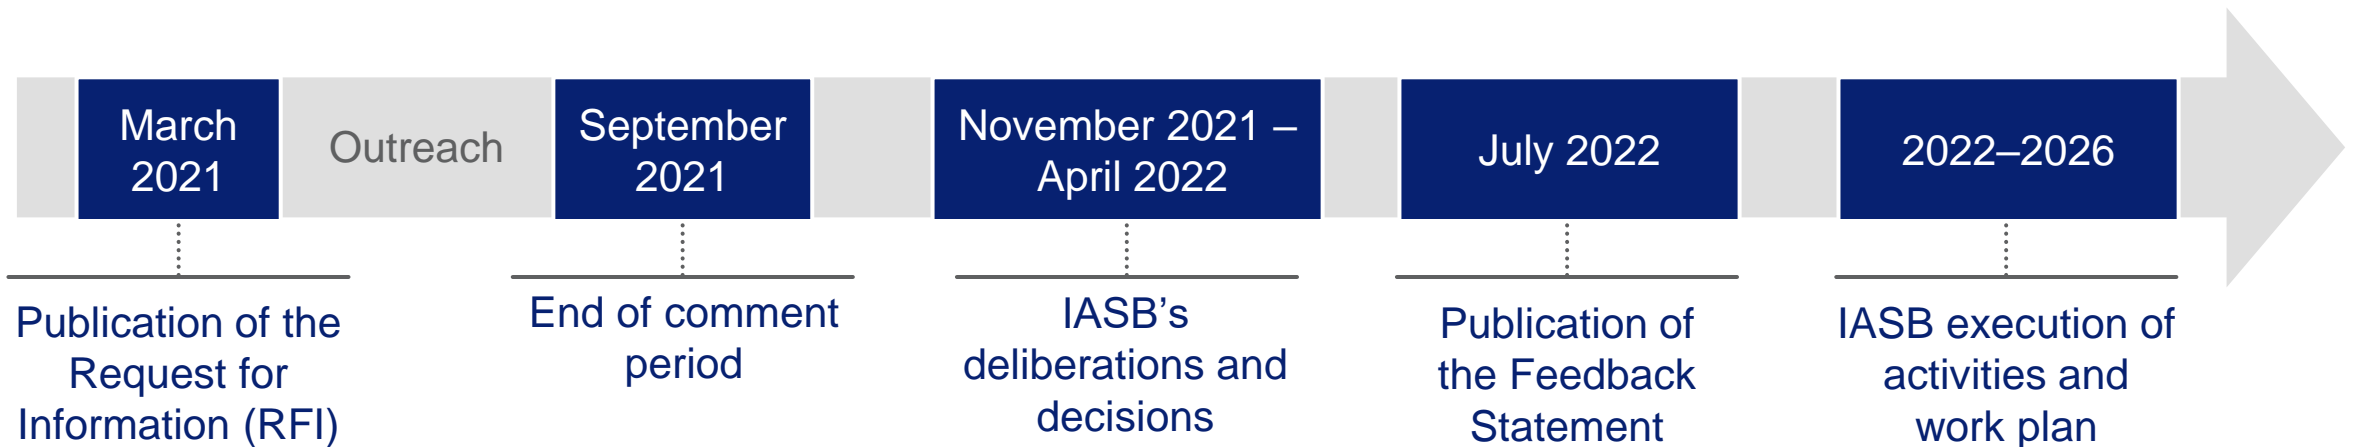 March
2021
Outreach
September
2021
November 2021 –
April 2022
July 2022
2022–2026
Publication of the
Request for
Information (RFI)
End of comment
period
IASB’s
deliberations and
decisions
Publication of
the Feedback
Statement
IASB execution of
activities and
work plan